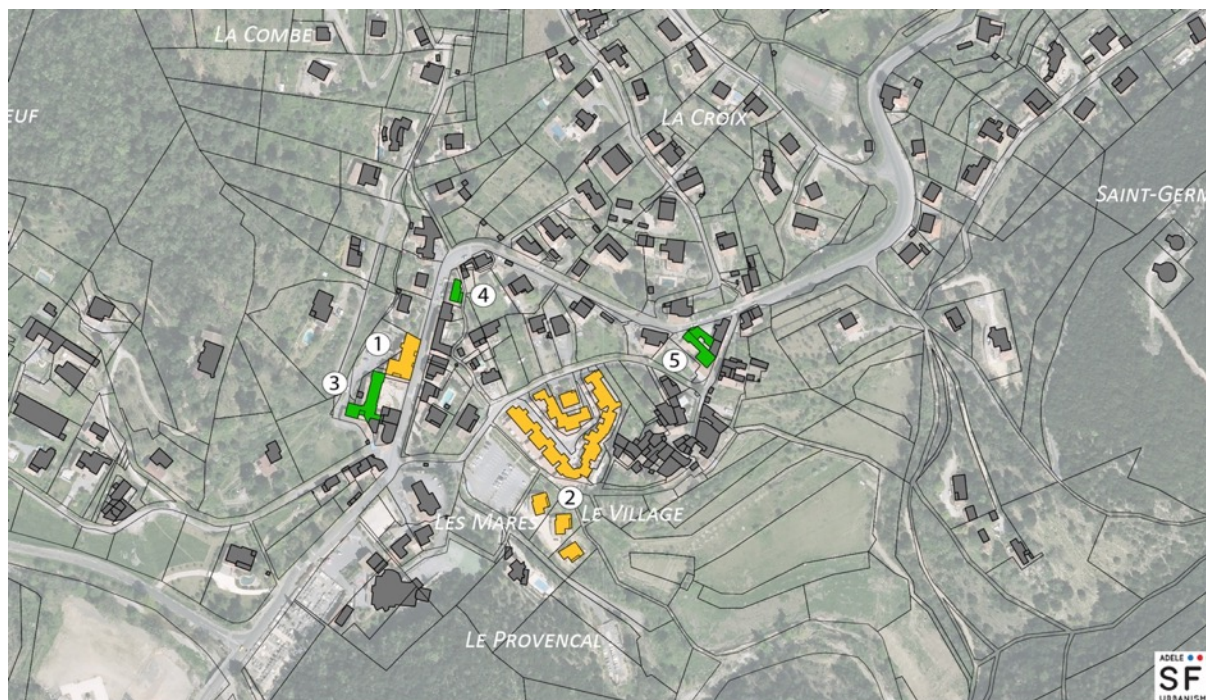 LA COMBE
EUF
LA CROIX
SAINT-GERM
4
1
5
3
2
LE VILLAGE
LES MARES
LE PROVENCAL
ADELE
SF
URBANISM